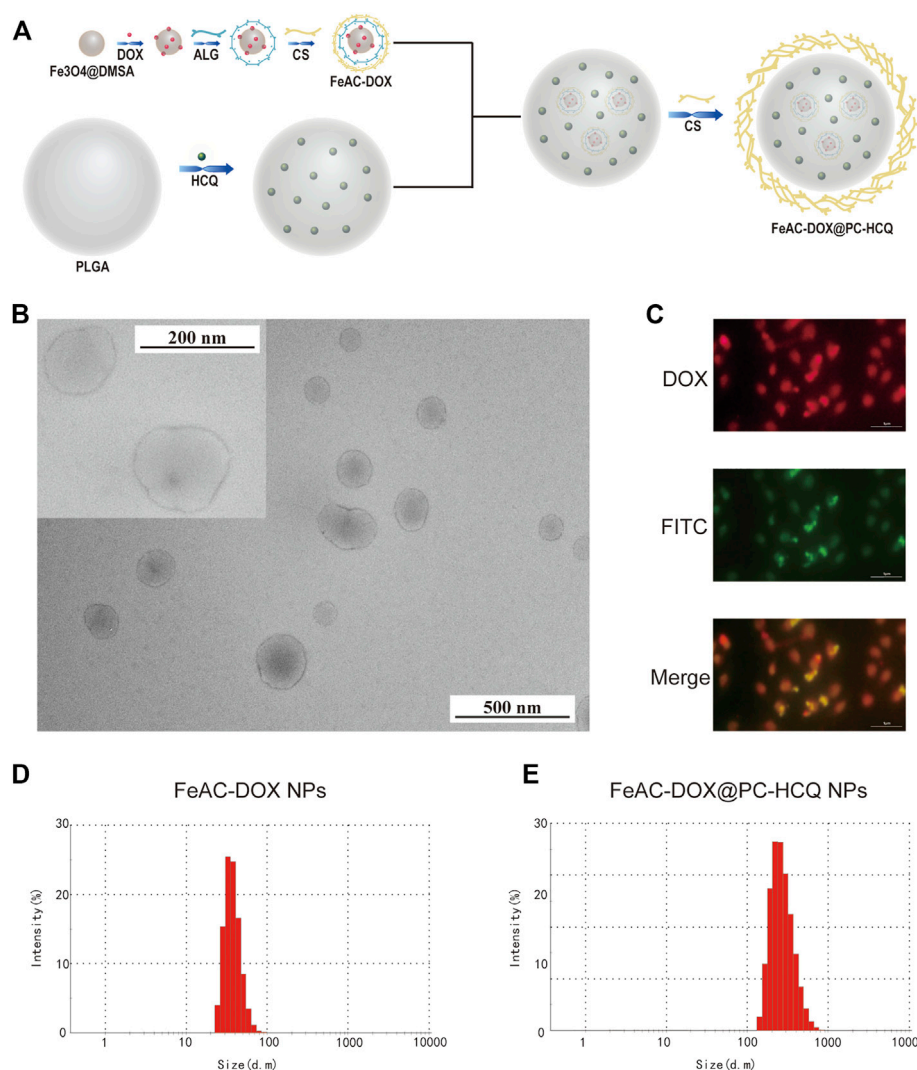 A
DOX
ALG
CS
Fe3O4@DMSA
FeAC-DOX
HCQ
PLGA
CS
FeAC-DOX@PC-HCQ
B
200 nm
500 nm
C
DOX
FITC
Merge
D
FeAC-DOX NPs
30
20
10
0
Intensity(%)
1
10
100
1000
10000
Size(d.m)
E
FeAC-DOX@PC-HCQ NPs
30
20
10
0
Intensity(%)
1
10
100
1000
1000
Size(d.m)